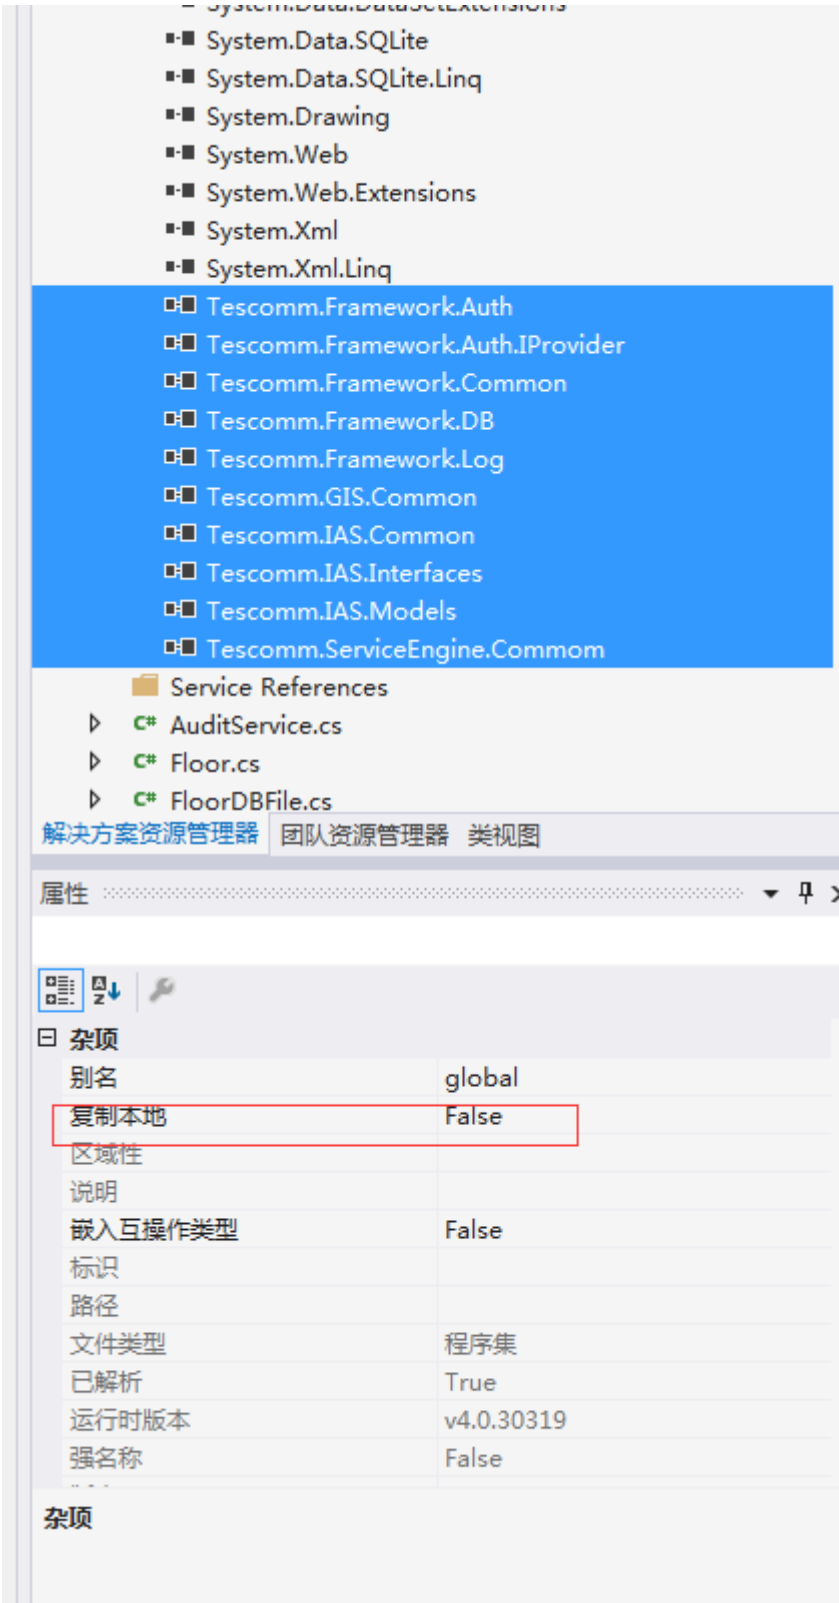 System.Data.DataSetExtensions
System.Data.SQLite
System.Data.SQLite.Linq
System.Drawing
System.Web
System.Web.Extensions
System.Xml
System.Xml.Linq
Tescomm.Framework.Auth
Tescomm.Framework.Auth.IProvider
Tescomm.Framework.Common
Tescomm.Framework.DB
Tescomm.Framework.Log
Tescomm.GIS.Common
Tescomm.IAS.Common
Tescomm.IAS.Interfaces
Tescomm.IAS.Models
Tescomm.ServiceEngine.Commom
Service References
C# AuditService.cs
C# Floor.cs
C# FloorDBFile.cs
解决方案资源管理器 团队资源管理器 类视图
属性
杂项
别名 global
复制本地 False
区域性
说明
嵌入互操作类型 False
标识
路径
文件类型 程序集
已解析 True
运行时版本 v4.0.30319
强名称 False
杂项